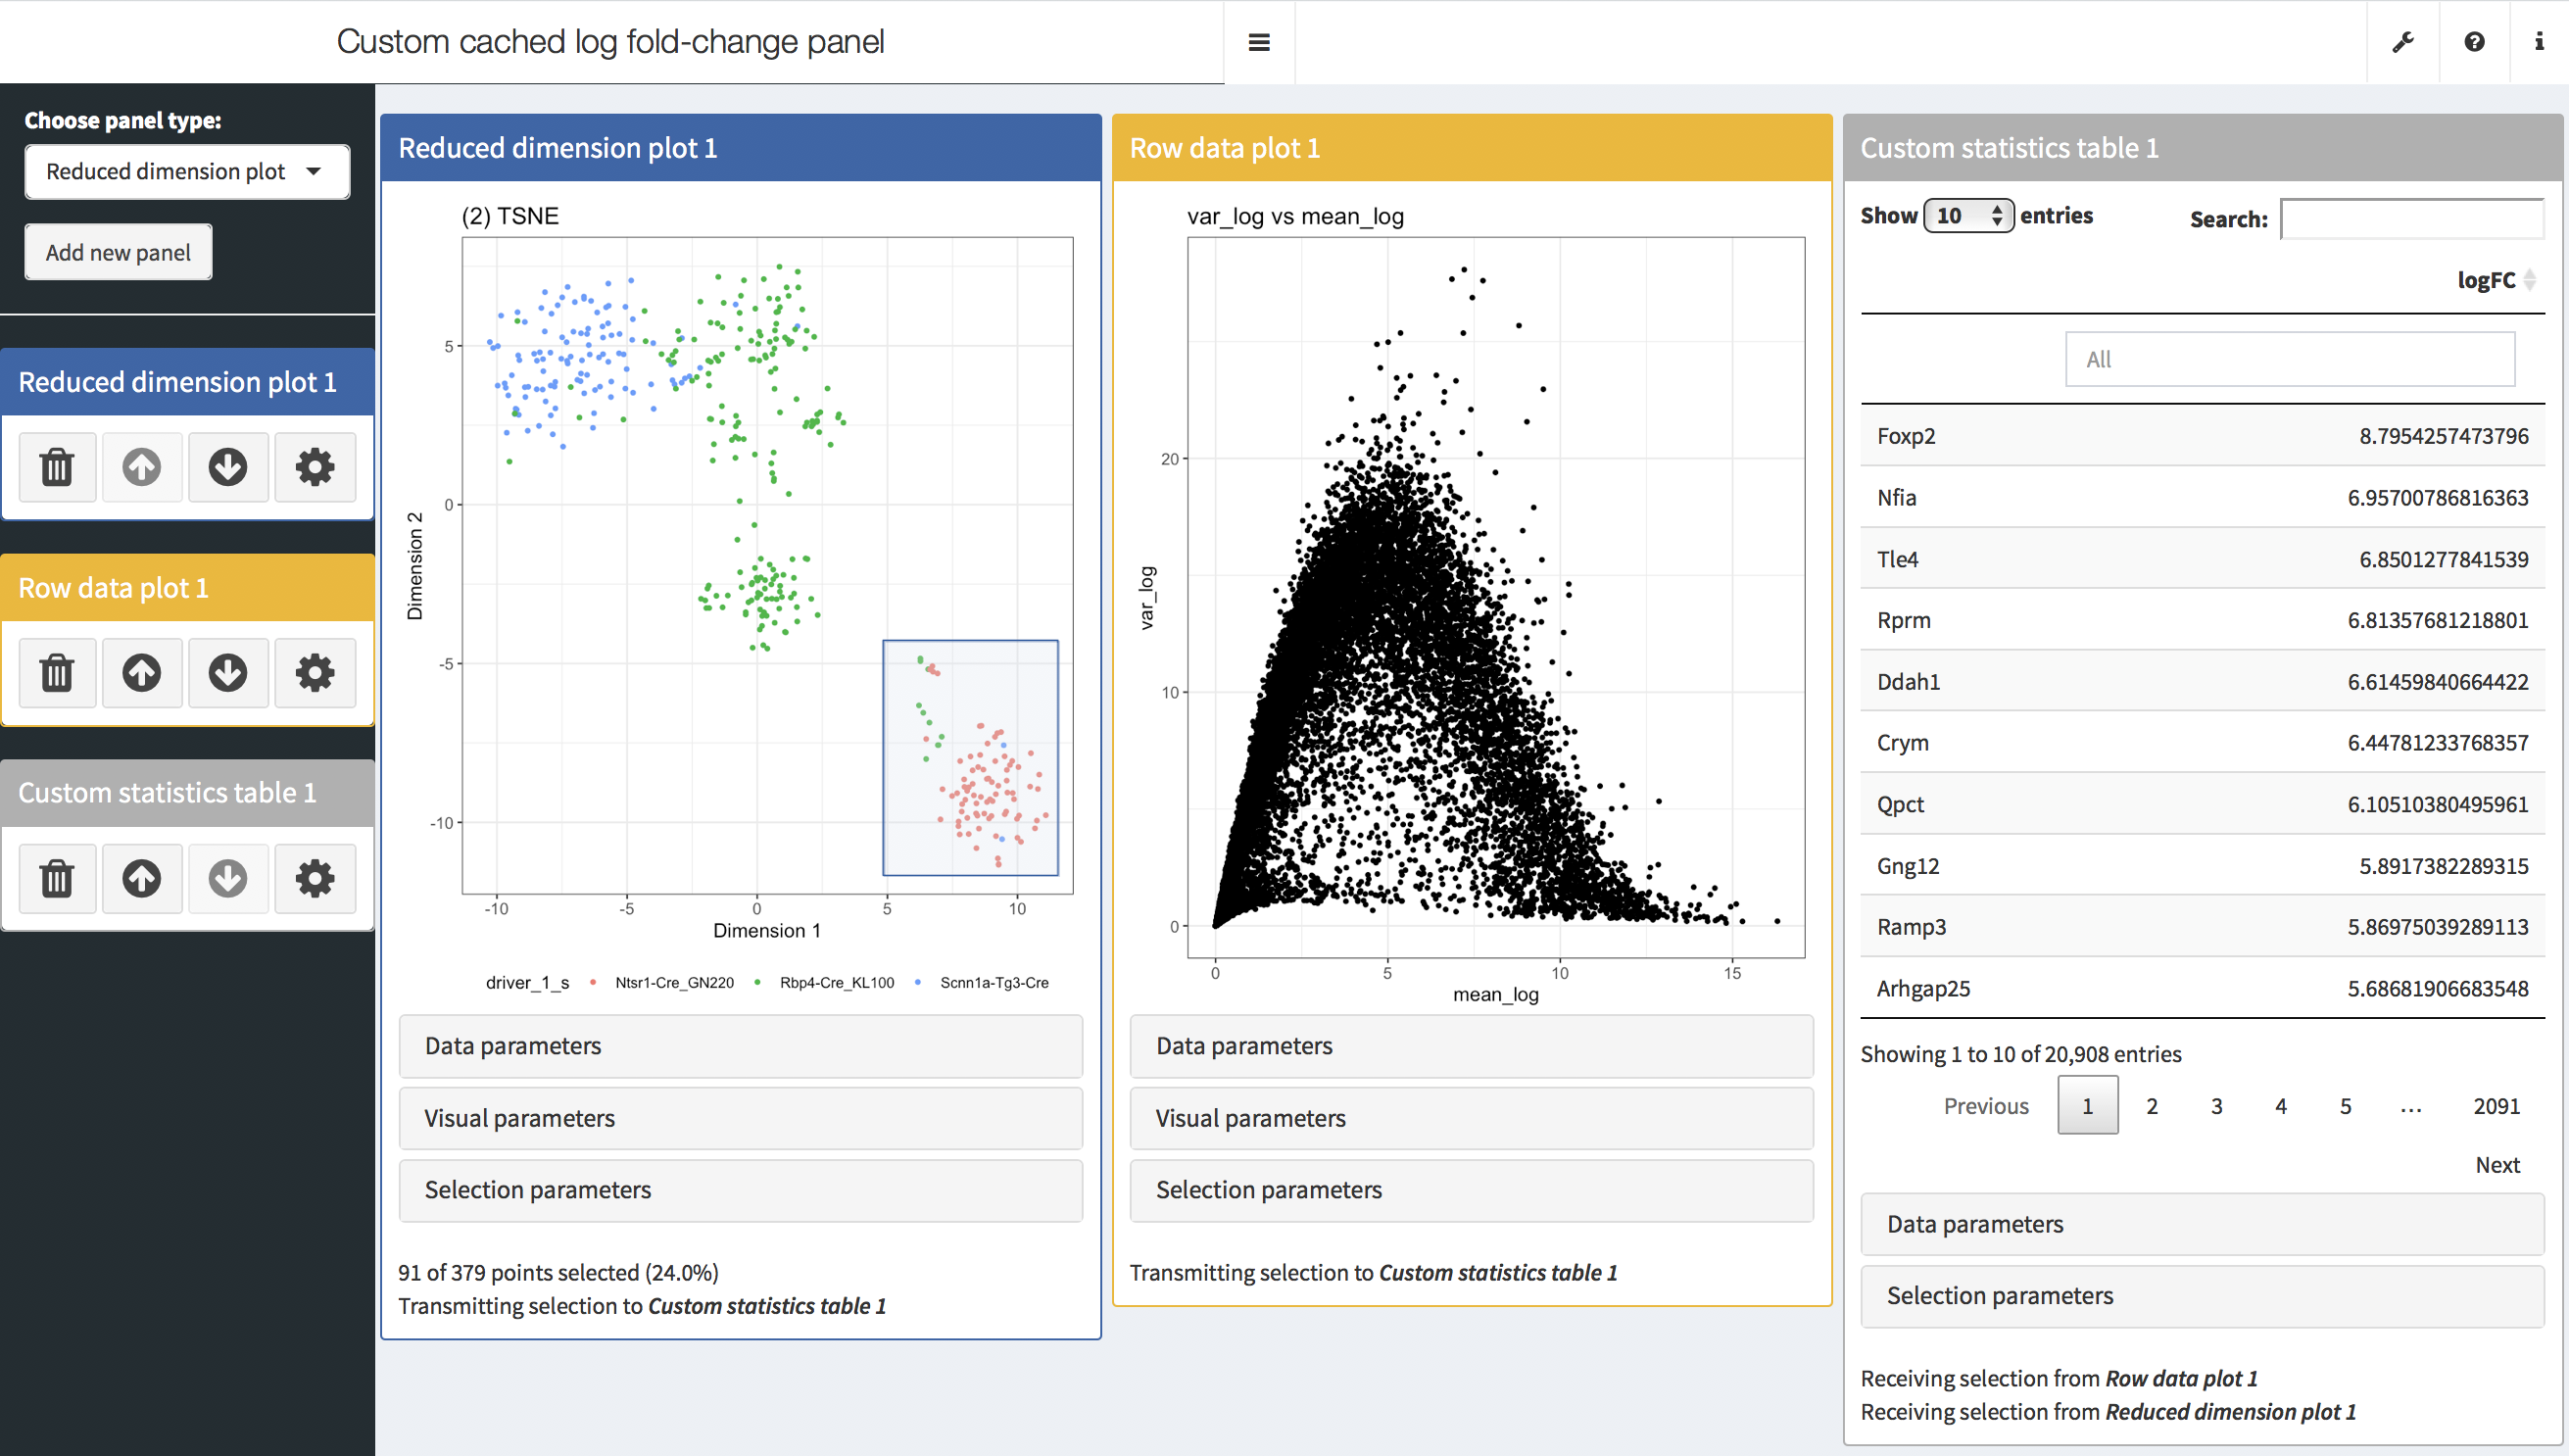 Custom cached log fold-change panel
Choose panel type:
Reduced dimension plot
Add new panel
Reduced dimension plot 1
Row data plot 1
Custom statistics table 1
Reduced dimension plot 1
(2) TSNE
Dimension 2
5
0
-5
-10
-10 -5 0 5 10
Dimension 1
driver_1_s Ntsr1-Cre_GN220 Rbp4-Cre_KL100 Scnn1a-Tg3-Cre
Data parameters
Visual parameters
Selection parameters
91 of 379 points selected (24.0%)
Transmitting selection to Custom statistics table 1
Row data plot 1
var_log vs mean_log
var_log
20
10
0
0 5 10 15
mean_log
Data parameters
Visual parameters
Selection parameters
Transmitting selection to Custom statistics table 1
Custom statistics table 1
Show 10 entries Search:
logFC
All
Foxp2 8.7954257473796
Nfia 6.95700786816363
Tle4 6.8501277841539
Rprm 6.81357681218801
Ddah1 6.61459840664422
Crym 6.44781233768357
Qpct 6.10510380495961
Gng12 5.8917382289315
Ramp3 5.86975039289113
Arhgap25 5.68681906683548
Showing 1 to 10 of 20,908 entries
Previous 1 2 3 4 5 … 2091
Next
Data parameters
Selection parameters
Receiving selection from Row data plot 1
Receiving selection from Reduced dimension plot 1